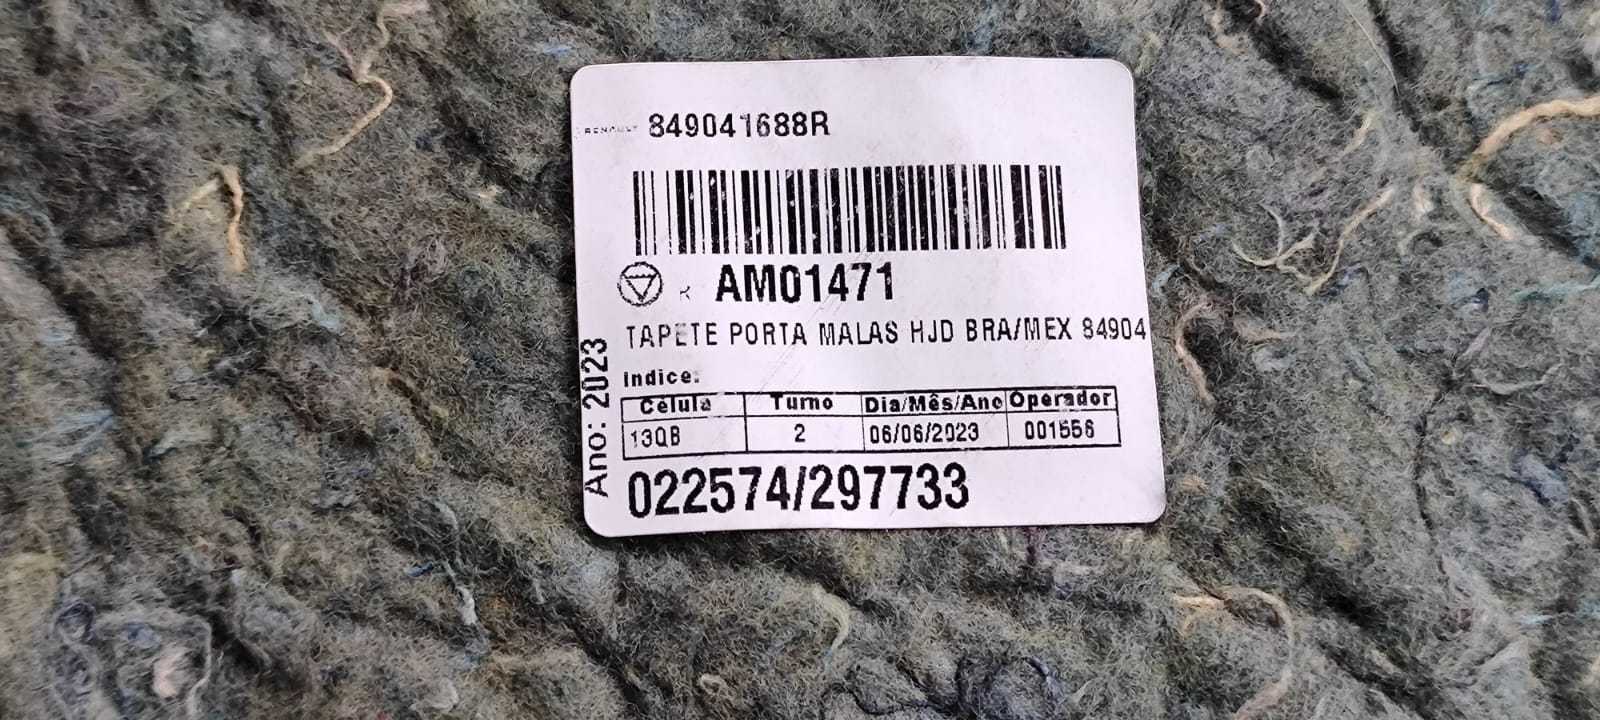 RENAULT 849041688R
R AM01471
TAPETE PORTA MALAS HJD BRA/MEX 84904
Indice:
Célula Turno Dia/Mês/Ano Operador
13QB 2 06/06/2023 001556
022574/297733
Ano: 2023